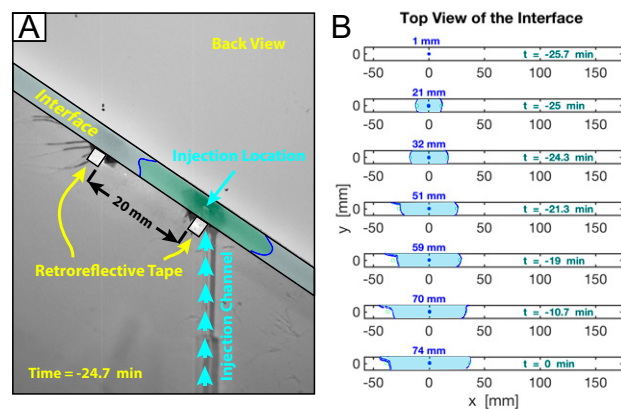 A
Back View
Interface
Injection Location
20 mm
Retroreflective Tape
Injection Channel
Time = -24.7 min
B
Top View of the Interface
1 mm
0
t = -25.7 min
-50 0 50 100 150
21 mm
0
t = -25 min
-50 0 50 100 150
32 mm
0
t = -24.3 min
-50 0 50 100 150
51 mm
0
t = -21.3 min
-50 0 50 100 150
y [mm]
59 mm
0
t = -19 min
-50 0 50 100 150
70 mm
0
t = -10.7 min
-50 0 50 100 150
74 mm
0
t = 0 min
-50 0 50 100 150
x [mm]